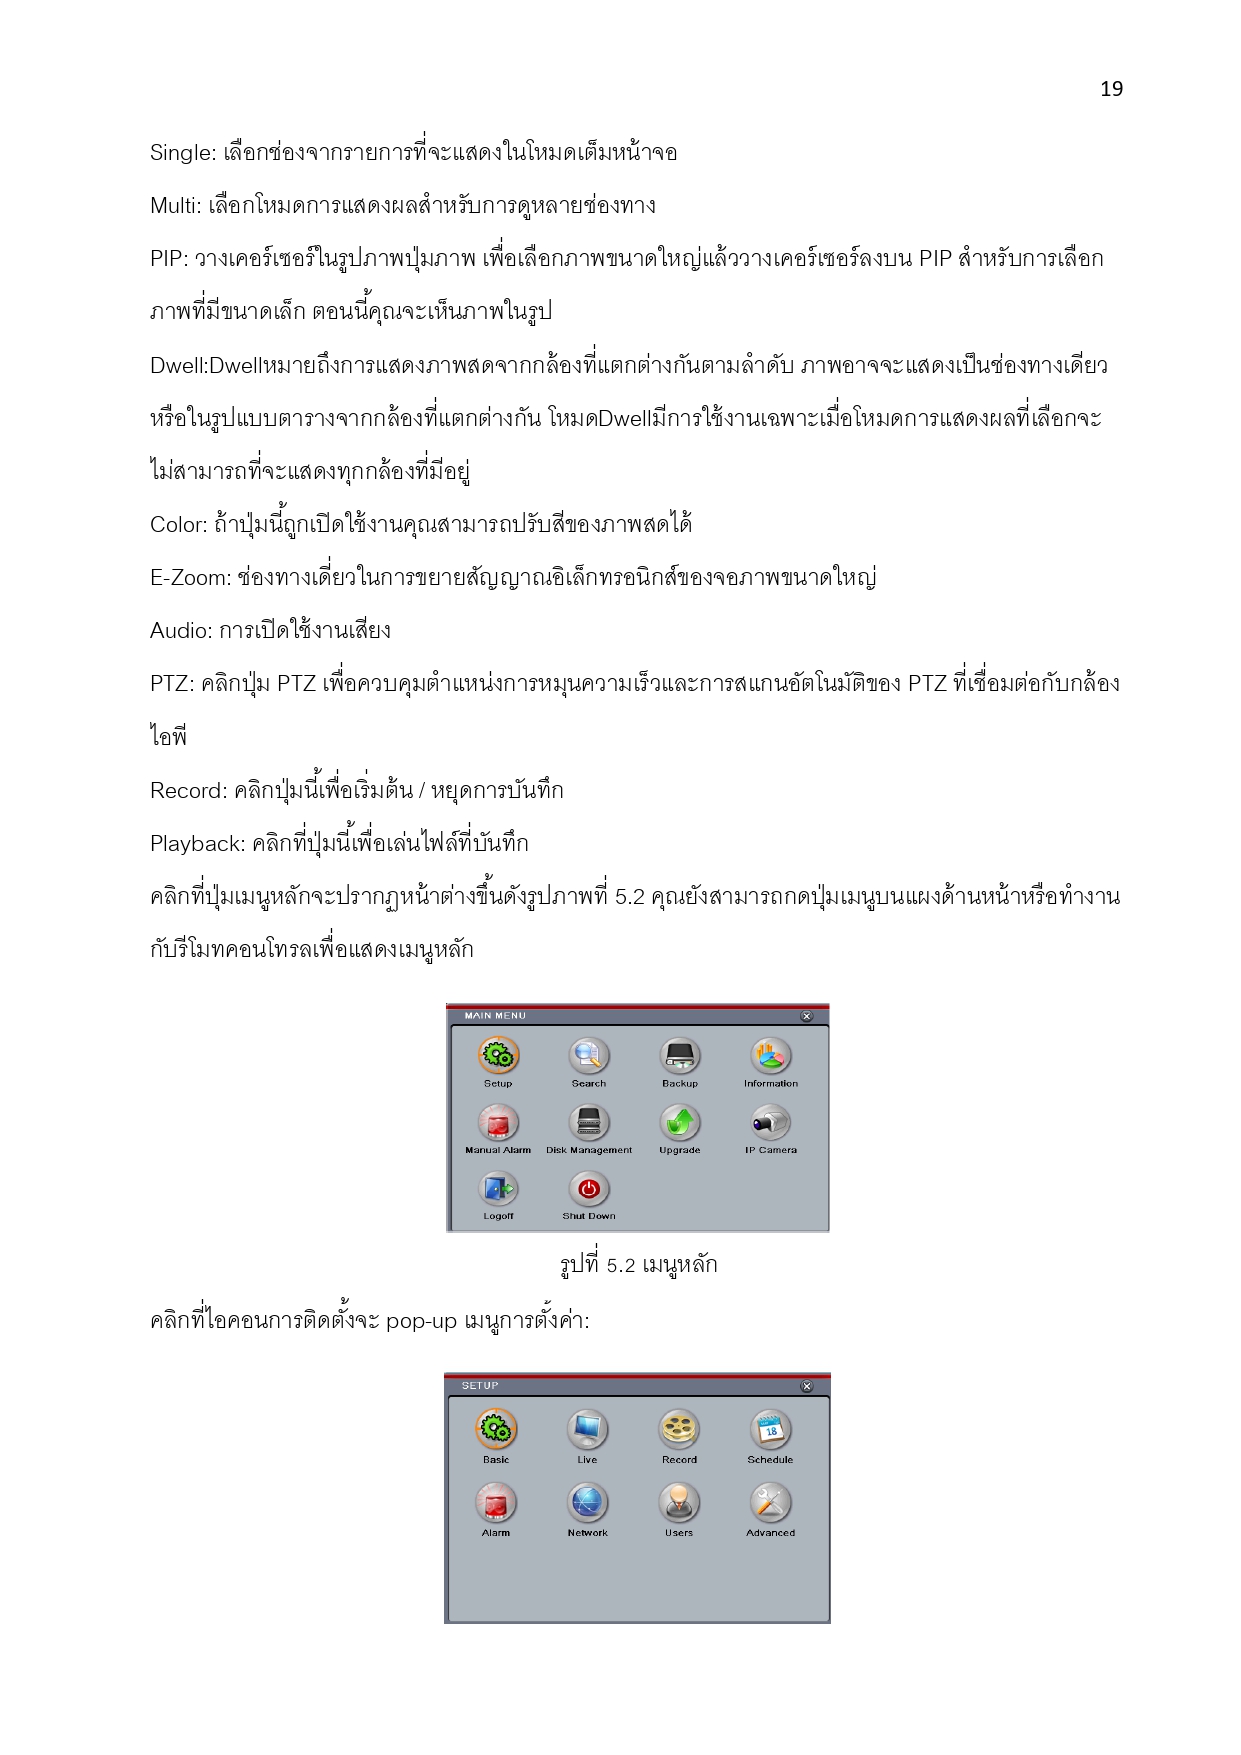 19
Single: เลือกช่องจากรายการที่จะแสดงในโหมดเต็มหน้าจอ
Multi: เลือกโหมดการแสดงผลสำหรับการดูหลายช่องทาง
PIP: วางเคอร์เซอร์ในรูปภาพปุ่มภาพ เพื่อเลือกภาพขนาดใหญ่แล้ววางเคอร์เซอร์ลงบน PIP สำหรับการเลือก
ภาพที่มีขนาดเล็ก ตอนนี้คุณจะเห็นภาพในรูป
Dwell:Dwellหมายถึงการแสดงภาพสดจากกล้องที่แตกต่างกันตามลำดับ ภาพอาจจะแสดงเป็นช่องทางเดียว
หรือในรูปแบบตารางจากกล้องที่แตกต่างกัน โหมดDwellมีการใช้งานเฉพาะเมื่อโหมดการแสดงผลที่เลือกจะ
ไม่สามารถที่จะแสดงทุกกล้องที่มีอยู่
Color: ถ้าปุ่มนี้ถูกเปิดใช้งานคุณสามารถปรับสีของภาพสดได้
E-Zoom: ช่องทางเดี่ยวในการขยายสัญญาณอิเล็กทรอนิกส์ของจอภาพขนาดใหญ่
Audio: การเปิดใช้งานเสียง
PTZ: คลิกปุ่ม PTZ เพื่อควบคุมตำแหน่งการหมุนความเร็วและการสแกนอัตโนมัติของ PTZ ที่เชื่อมต่อกับกล้อง
ไอพี
Record: คลิกปุ่มนี้เพื่อเริ่มต้น / หยุดการบันทึก
Playback: คลิกที่ปุ่มนี้เพื่อเล่นไฟล์ที่บันทึก
คลิกที่ปุ่มเมนูหลักจะปรากฏหน้าต่างขึ้นดังรูปภาพที่ 5.2 คุณยังสามารถกดปุ่มเมนูบนแผงด้านหน้าหรือทำงาน
กับรีโมทคอนโทรลเพื่อแสดงเมนูหลัก
MAIN MENU
Setup Search Backup Information
Manual Alarm Disk Management Upgrade IP Camera
Logoff Shut Down
รูปที่ 5.2 เมนูหลัก
คลิกที่ไอคอนการติดตั้งจะ pop-up เมนูการตั้งค่า:
SETUP
18
Basic Live Record Schedule
Alarm Network Users Advanced